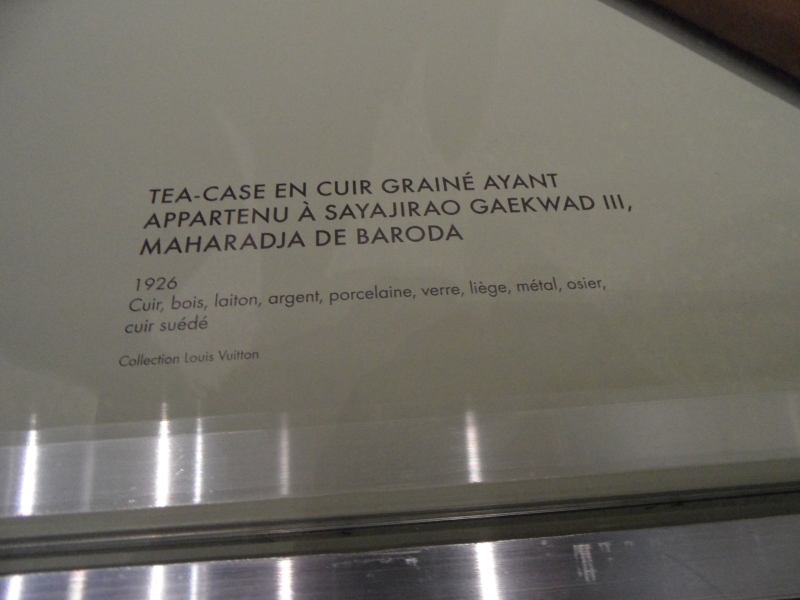 TEA-CASE EN CUIR GRAINÉ AYANT
APPARTENU À SAYAJIRAO GAEKWAD III,
MAHARADJA DE BARODA
1926
Cuir, bois, laiton, argent, porcelaine, verre, liège, métal, osier,
cuir suédé
Collection Louis Vuitton